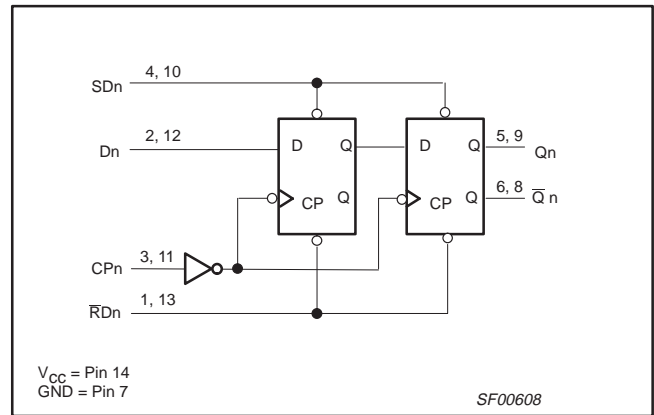 SDn 4, 10
Dn 2, 12
D Q D Q 5, 9 Qn
CP Q CP Q 6, 8 Q̅n
CPn 3, 11
R̅Dn 1, 13
VCC = Pin 14
GND = Pin 7
SF00608